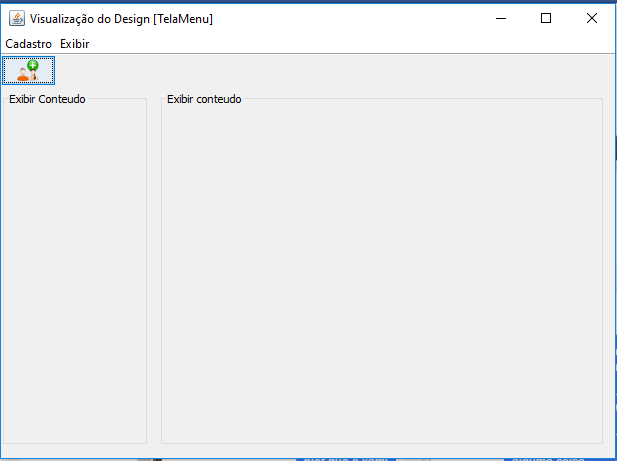 Visualização do Design [TelaMenu]
Cadastro Exibir
Exibir Conteudo Exibir conteudo